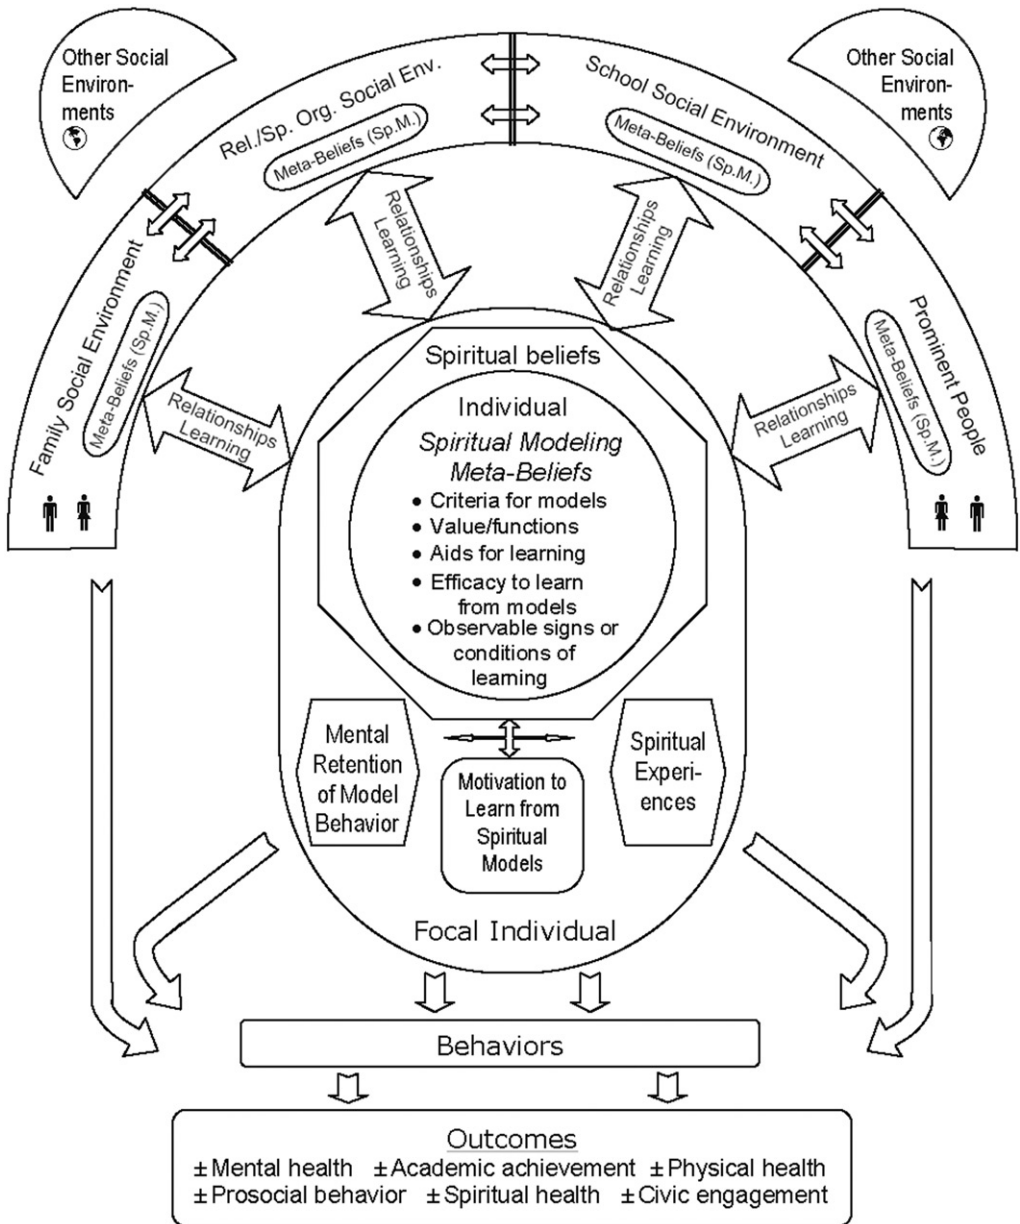 Other Social
Environ-
ments
Other Social
Environ-
ments
Rel./Sp. Org. Social Env.
Meta-Beliefs (Sp.M.)
School Social Environment
Meta-Beliefs (Sp.M.)
Family Social Environment
Meta-Beliefs (Sp.M.)
Prominent People
Meta-Beliefs (Sp.M.)
Relationships
Learning
Relationships
Learning
Relationships
Learning
Relationships
Learning
Spiritual beliefs
Individual
Spiritual Modeling
Meta-Beliefs
• Criteria for models
• Value/functions
• Aids for learning
• Efficacy to learn
from models
• Observable signs or
conditions of
learning
Mental
Retention
of Model
Behavior
Motivation to
Learn from
Spiritual
Models
Spiritual
Experi-
ences
Focal Individual
Behaviors
Outcomes
±Mental health ±Academic achievement ±Physical health
±Prosocial behavior ±Spiritual health ±Civic engagement